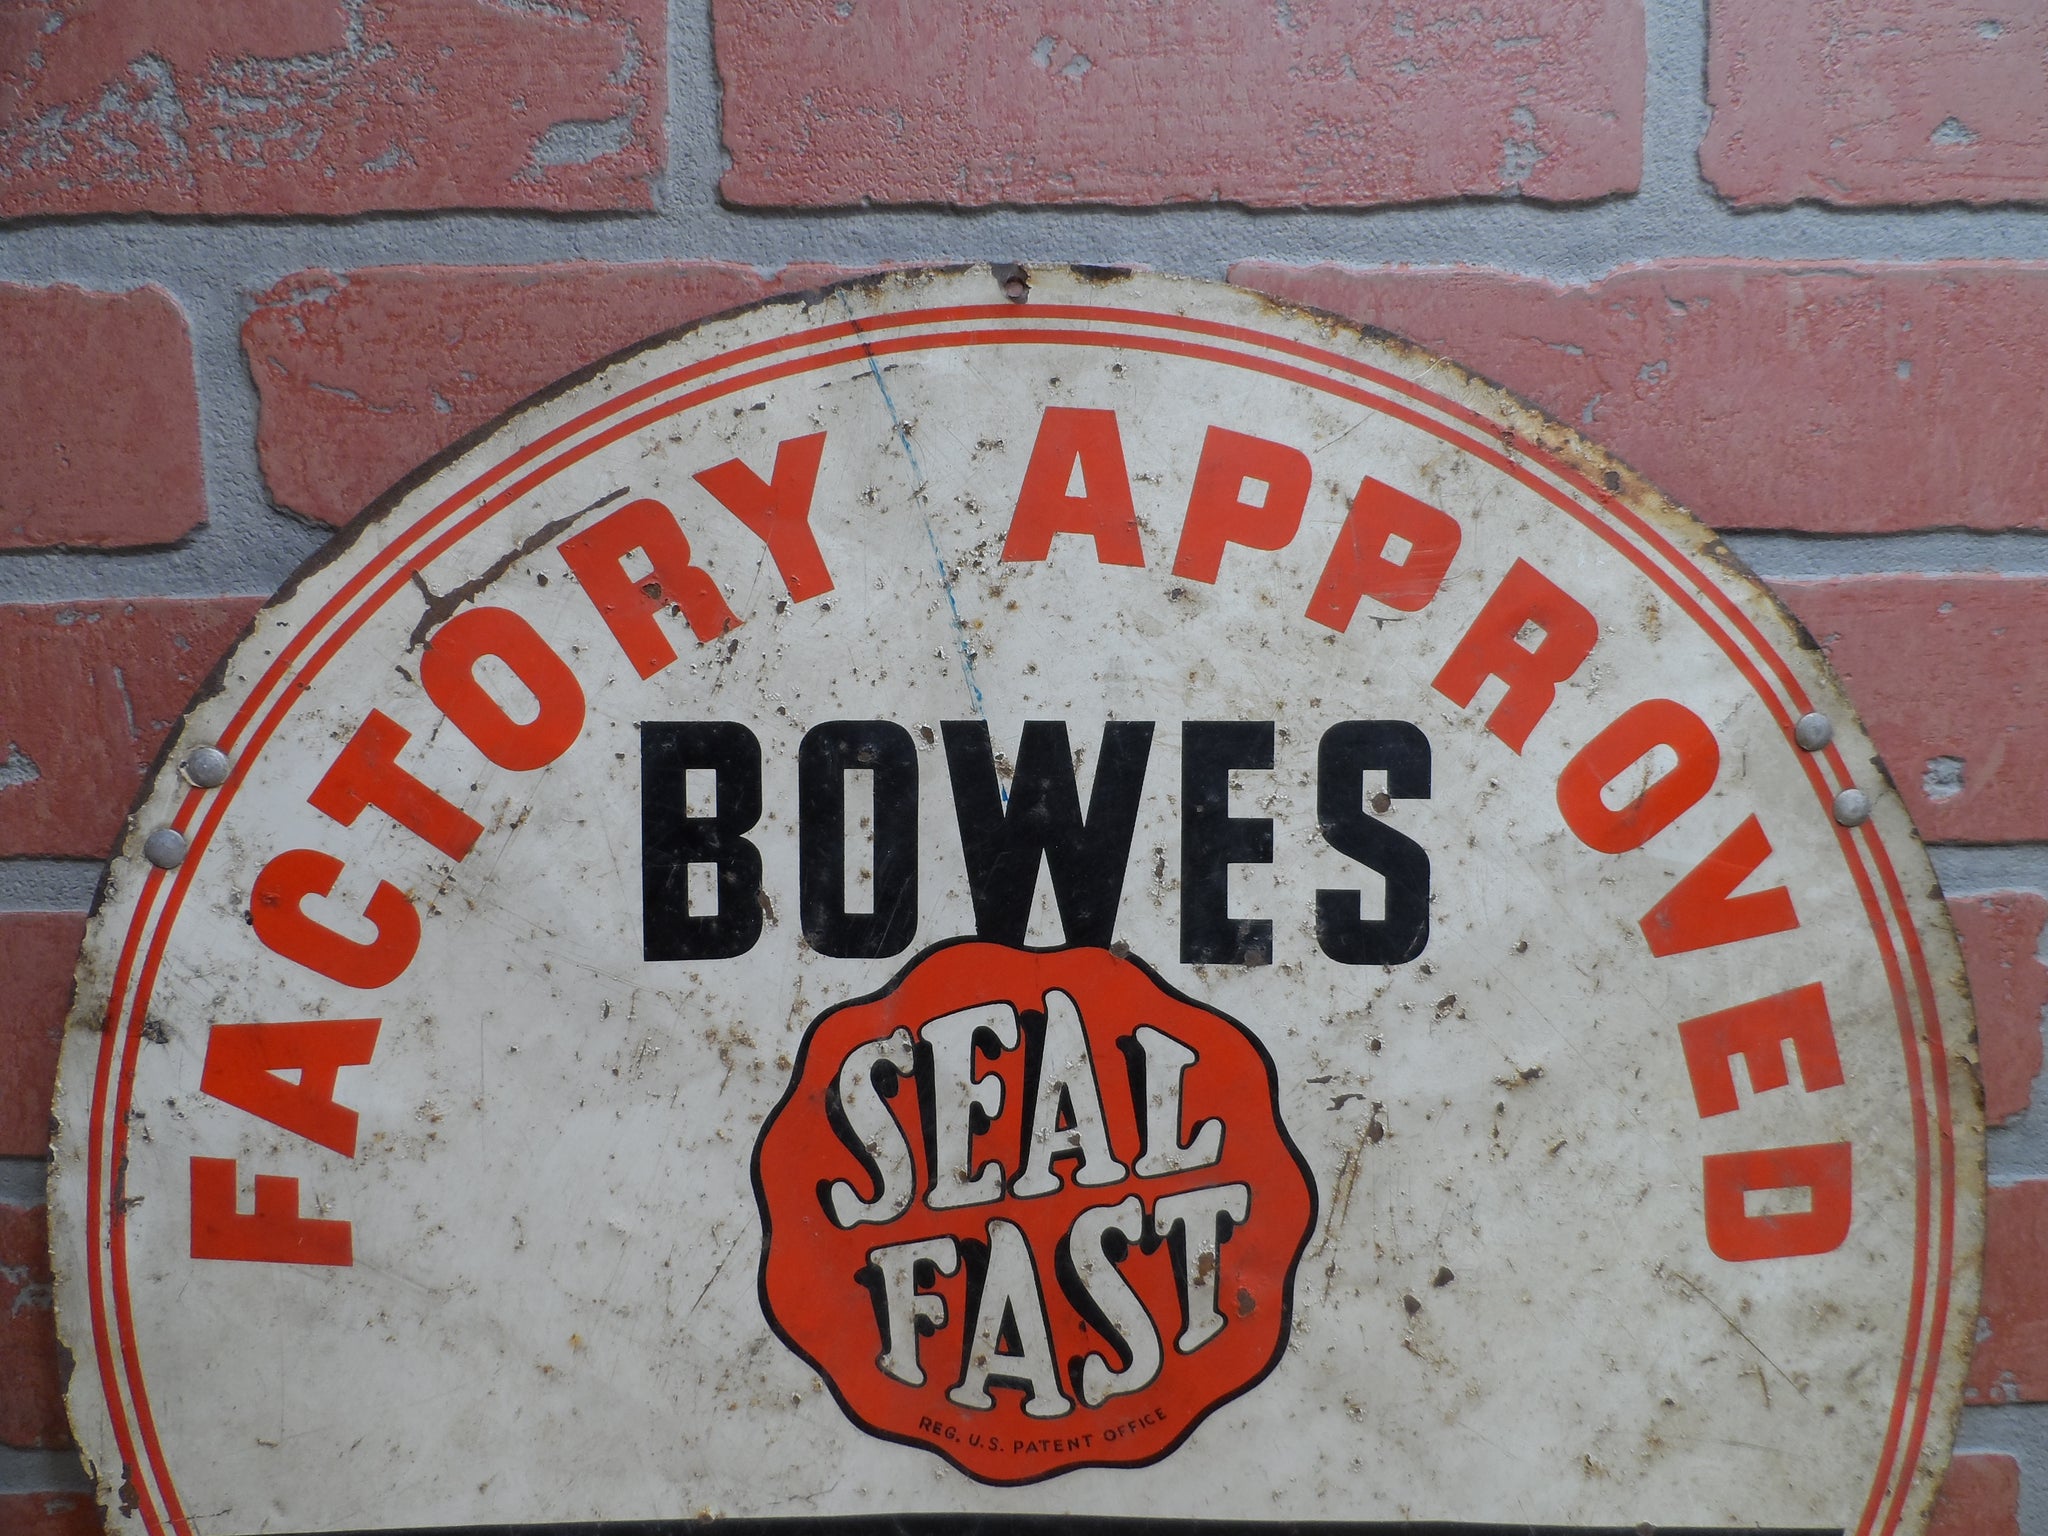 FACTORY APPROVED
BOWES
SEAL
FAST
REG. U.S. PATENT OFFICE